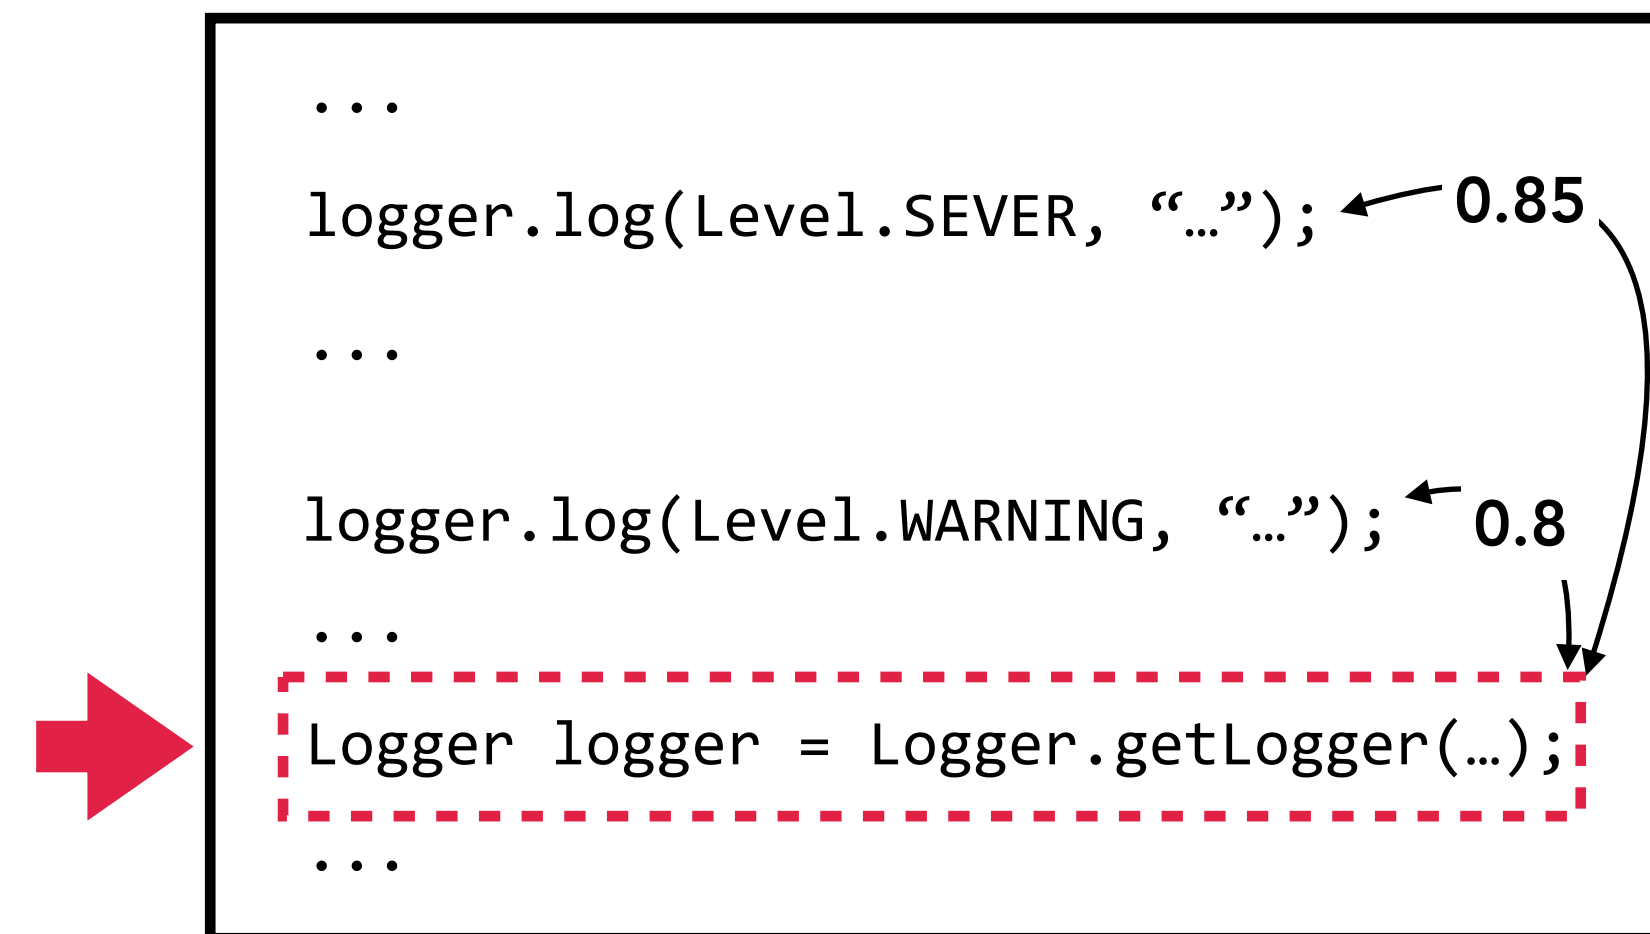 ...
logger.log(Level.SEVER, “…”); 0.85
...
logger.log(Level.WARNING, “…”); 0.8
...
Logger logger = Logger.getLogger(…);
...